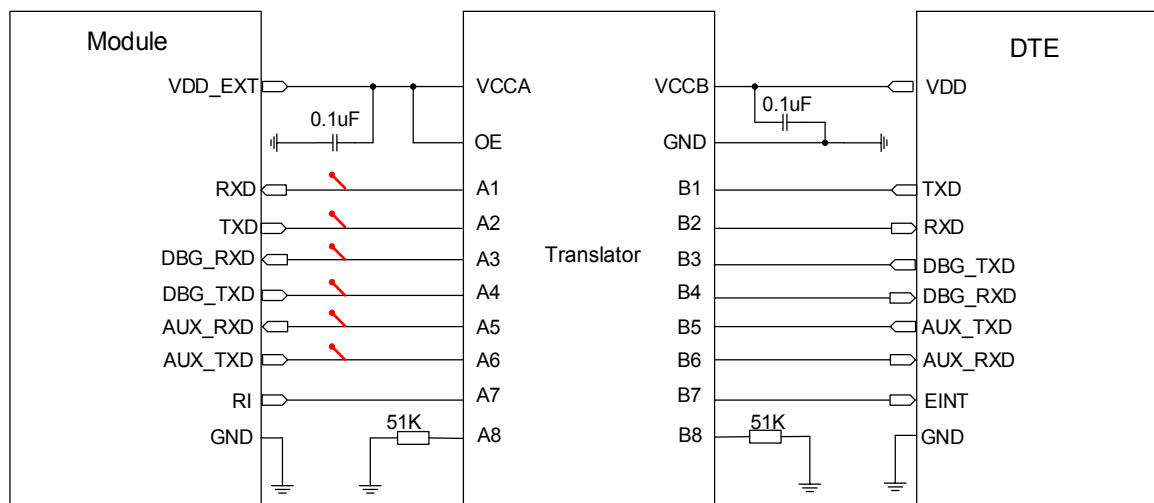 Module
DTE
VDD_EXT
VCCA
VCCB
VDD
0.1uF
0.1uF
OE
GND
RXD
A1
B1
TXD
TXD
A2
B2
RXD
Translator
DBG_RXD
A3
B3
DBG_TXD
DBG_TXD
A4
B4
DBG_RXD
AUX_RXD
A5
B5
AUX_TXD
AUX_TXD
A6
B6
AUX_RXD
RI
A7
B7
EINT
51K
51K
GND
A8
B8
GND